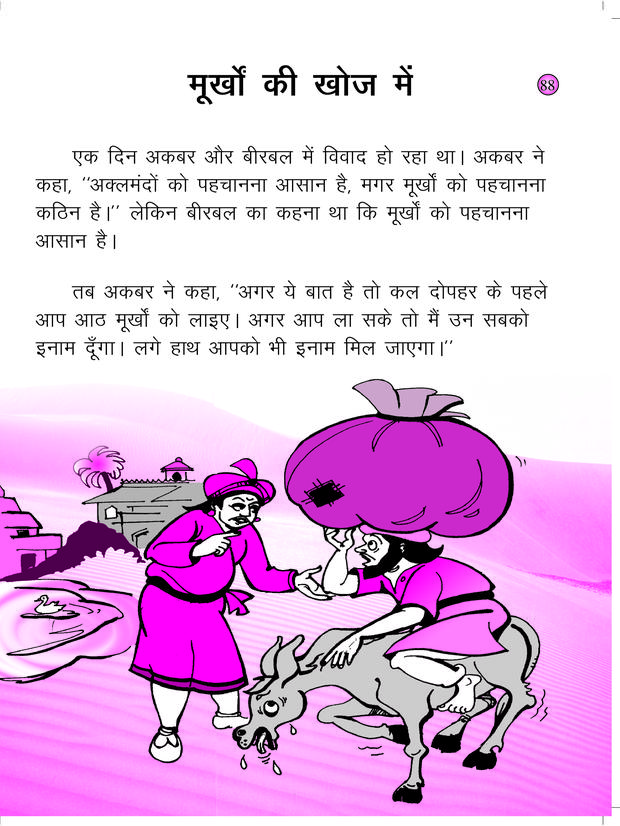 मूर्खों की खोज में
88
एक दिन अकबर और बीरबल में विवाद हो रहा था। अकबर ने
कहा, ‘‘अक्लमंदों को पहचानना आसान है, मगर मूर्खों को पहचानना
कठिन है।’’ लेकिन बीरबल का कहना था कि मूर्खों को पहचानना
आसान है।
तब अकबर ने कहा, ‘‘अगर ये बात है तो कल दोपहर के पहले
आप आठ मूर्खों को लाइए। अगर आप ला सके तो मैं उन सबको
इनाम दूँगा। लगे हाथ आपको भी इनाम मिल जाएगा।’’